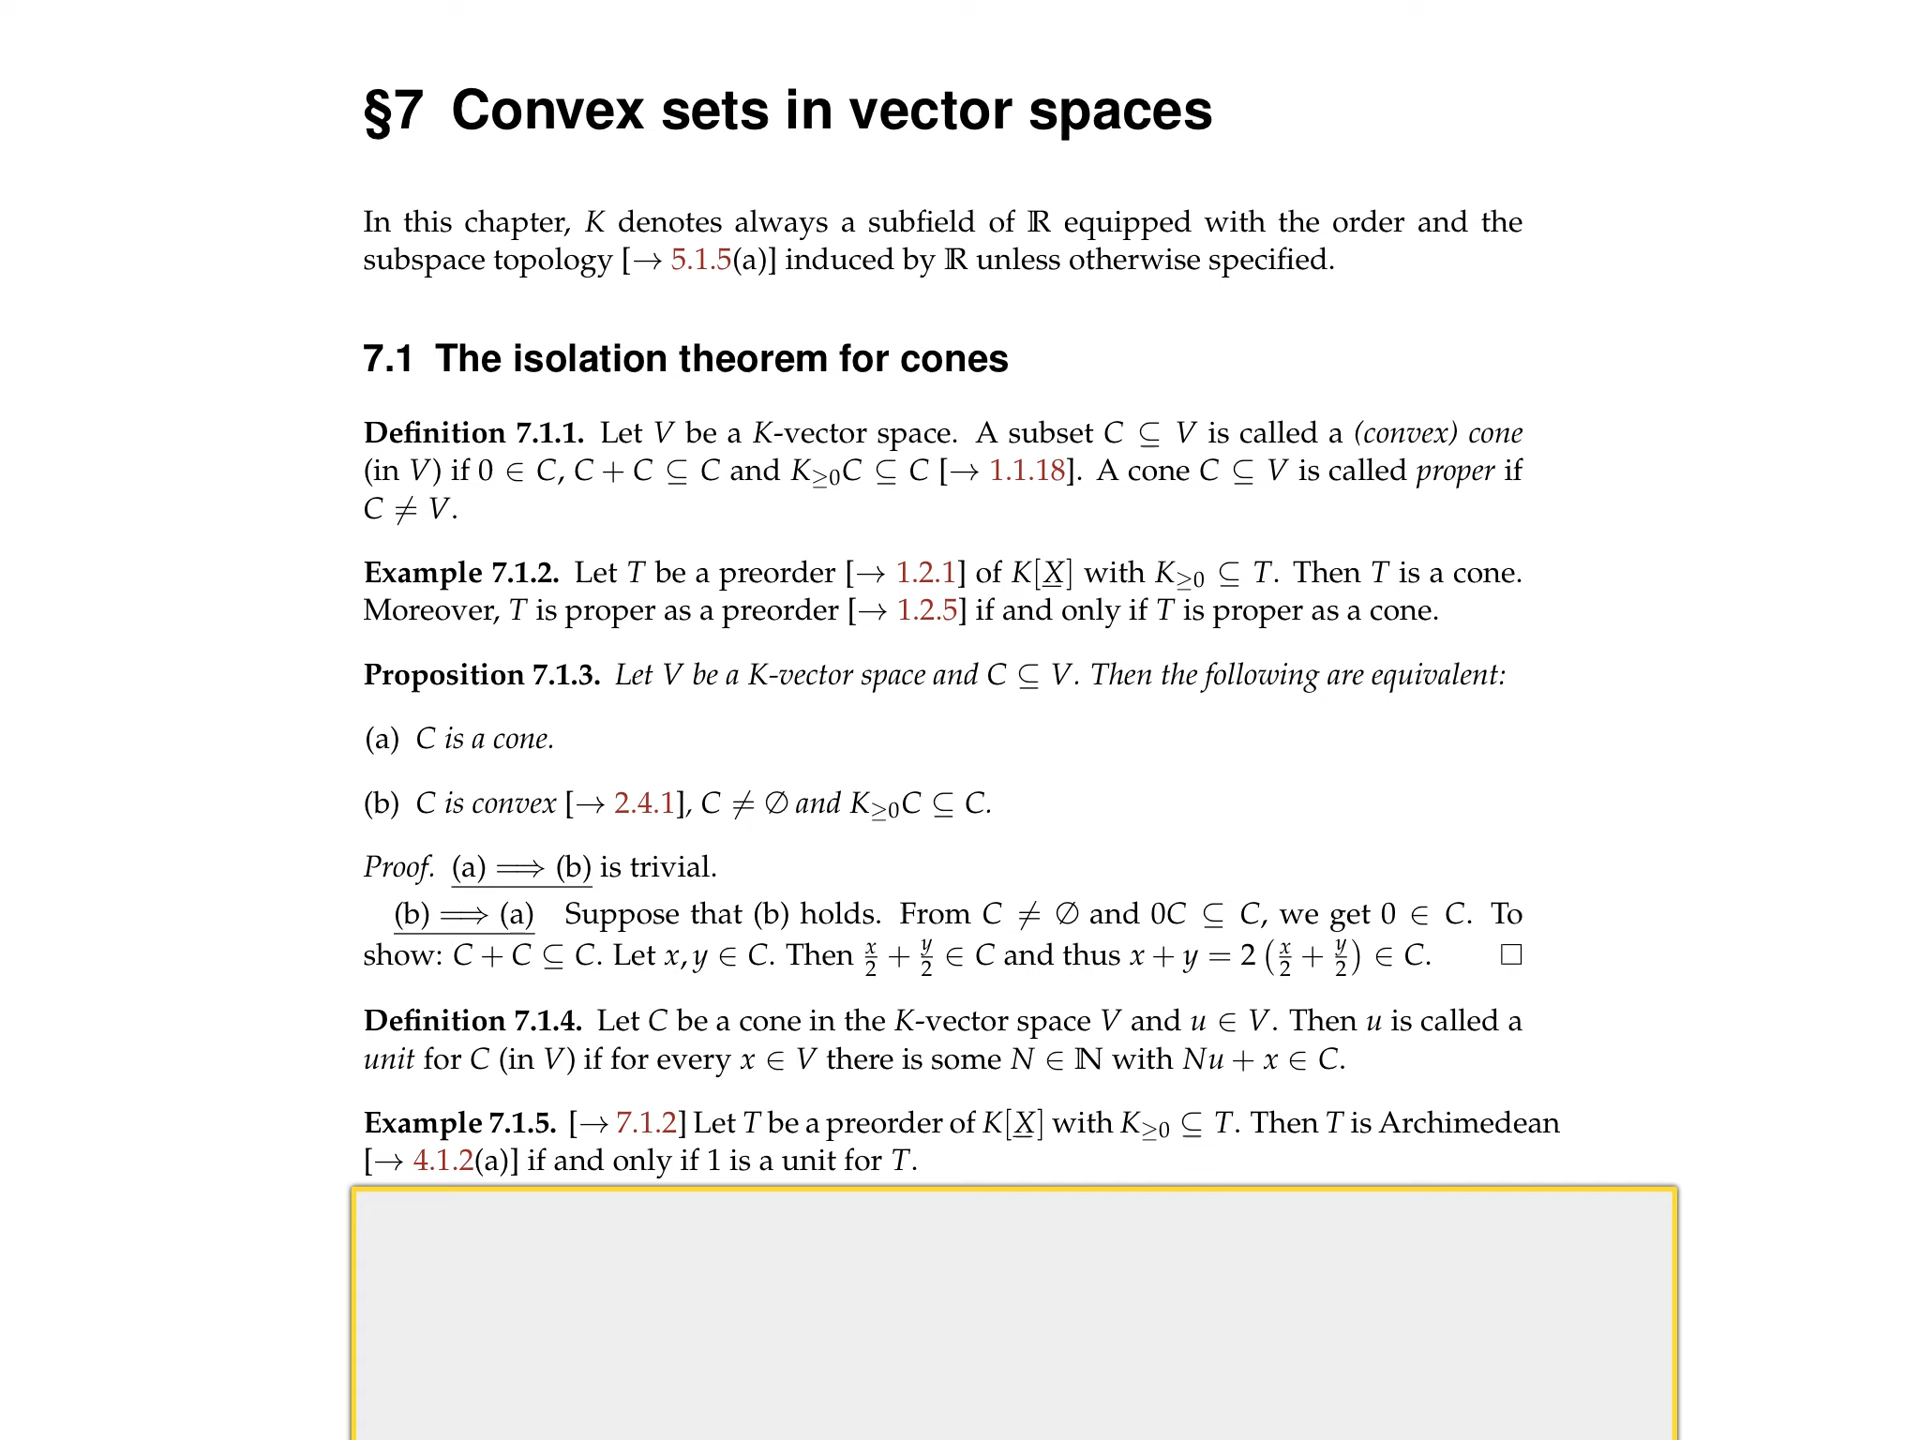 §7 Convex sets in vector spaces
In this chapter, K denotes always a subfield of ℝ equipped with the order and the
subspace topology [→ 5.1.5(a)] induced by ℝ unless otherwise specified.
7.1 The isolation theorem for cones
Definition 7.1.1. Let V be a K-vector space. A subset C ⊆ V is called a (convex) cone
(in V) if 0 ∈ C, C + C ⊆ C and K≥0C ⊆ C [→ 1.1.18]. A cone C ⊆ V is called proper if
C ≠ V.
Example 7.1.2. Let T be a preorder [→ 1.2.1] of K[X] with K≥0 ⊆ T. Then T is a cone.
Moreover, T is proper as a preorder [→ 1.2.5] if and only if T is proper as a cone.
Proposition 7.1.3. Let V be a K-vector space and C ⊆ V. Then the following are equivalent:
(a) C is a cone.
(b) C is convex [→ 2.4.1], C ≠ ∅ and K≥0C ⊆ C.
Proof. (a) ⟹ (b) is trivial.
(b) ⟹ (a) Suppose that (b) holds. From C ≠ ∅ and 0C ⊆ C, we get 0 ∈ C. To
show: C + C ⊆ C. Let x, y ∈ C. Then x/2 + y/2 ∈ C and thus x + y = 2 (x/2 + y/2) ∈ C. □
Definition 7.1.4. Let C be a cone in the K-vector space V and u ∈ V. Then u is called a
unit for C (in V) if for every x ∈ V there is some N ∈ ℕ with Nu + x ∈ C.
Example 7.1.5. [→ 7.1.2] Let T be a preorder of K[X] with K≥0 ⊆ T. Then T is Archimedean
[→ 4.1.2(a)] if and only if 1 is a unit for T.